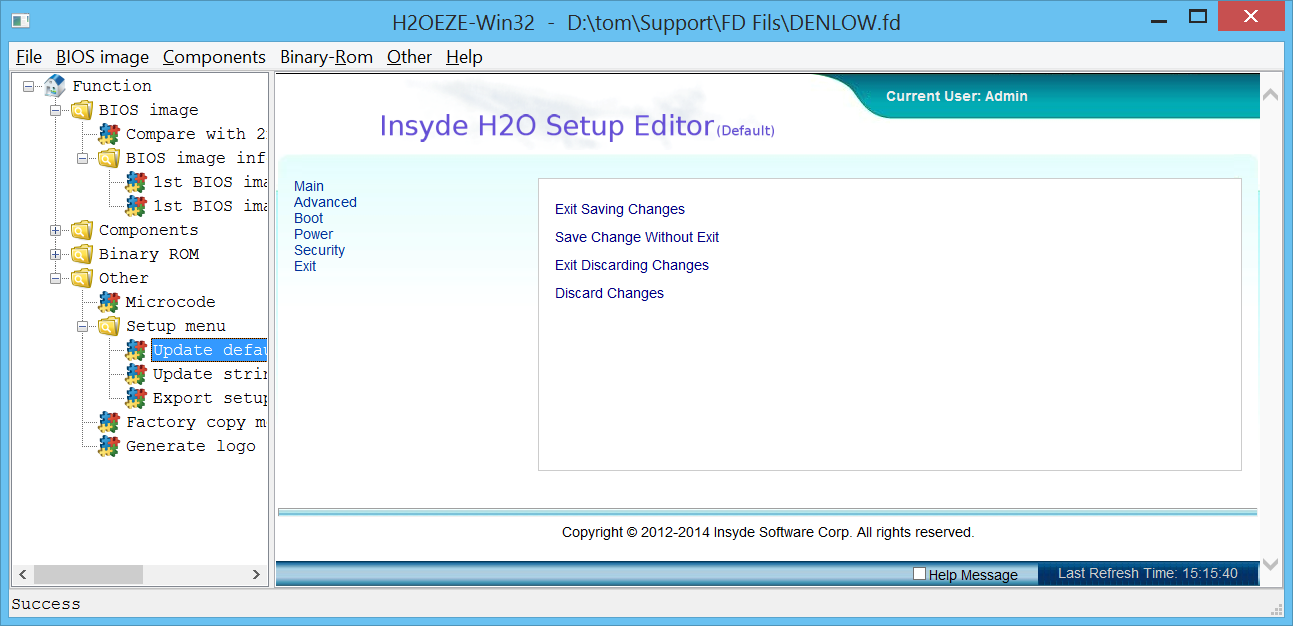 H2OEZE-Win32 - D:\tom\Support\FD Fils\DENLOW.fd
File BIOS image Components Binary-Rom Other Help
Function
BIOS image
Compare with 2
BIOS image inf
1st BIOS ima
1st BIOS ima
Components
Binary ROM
Other
Microcode
Setup menu
Update defau
Update strin
Export setup
Factory copy m
Generate logo
Current User: Admin
Insyde H2O Setup Editor(Default)
Main
Advanced
Boot
Power
Security
Exit
Exit Saving Changes
Save Change Without Exit
Exit Discarding Changes
Discard Changes
Copyright © 2012-2014 Insyde Software Corp. All rights reserved.
Help Message
Last Refresh Time: 15:15:40
Success